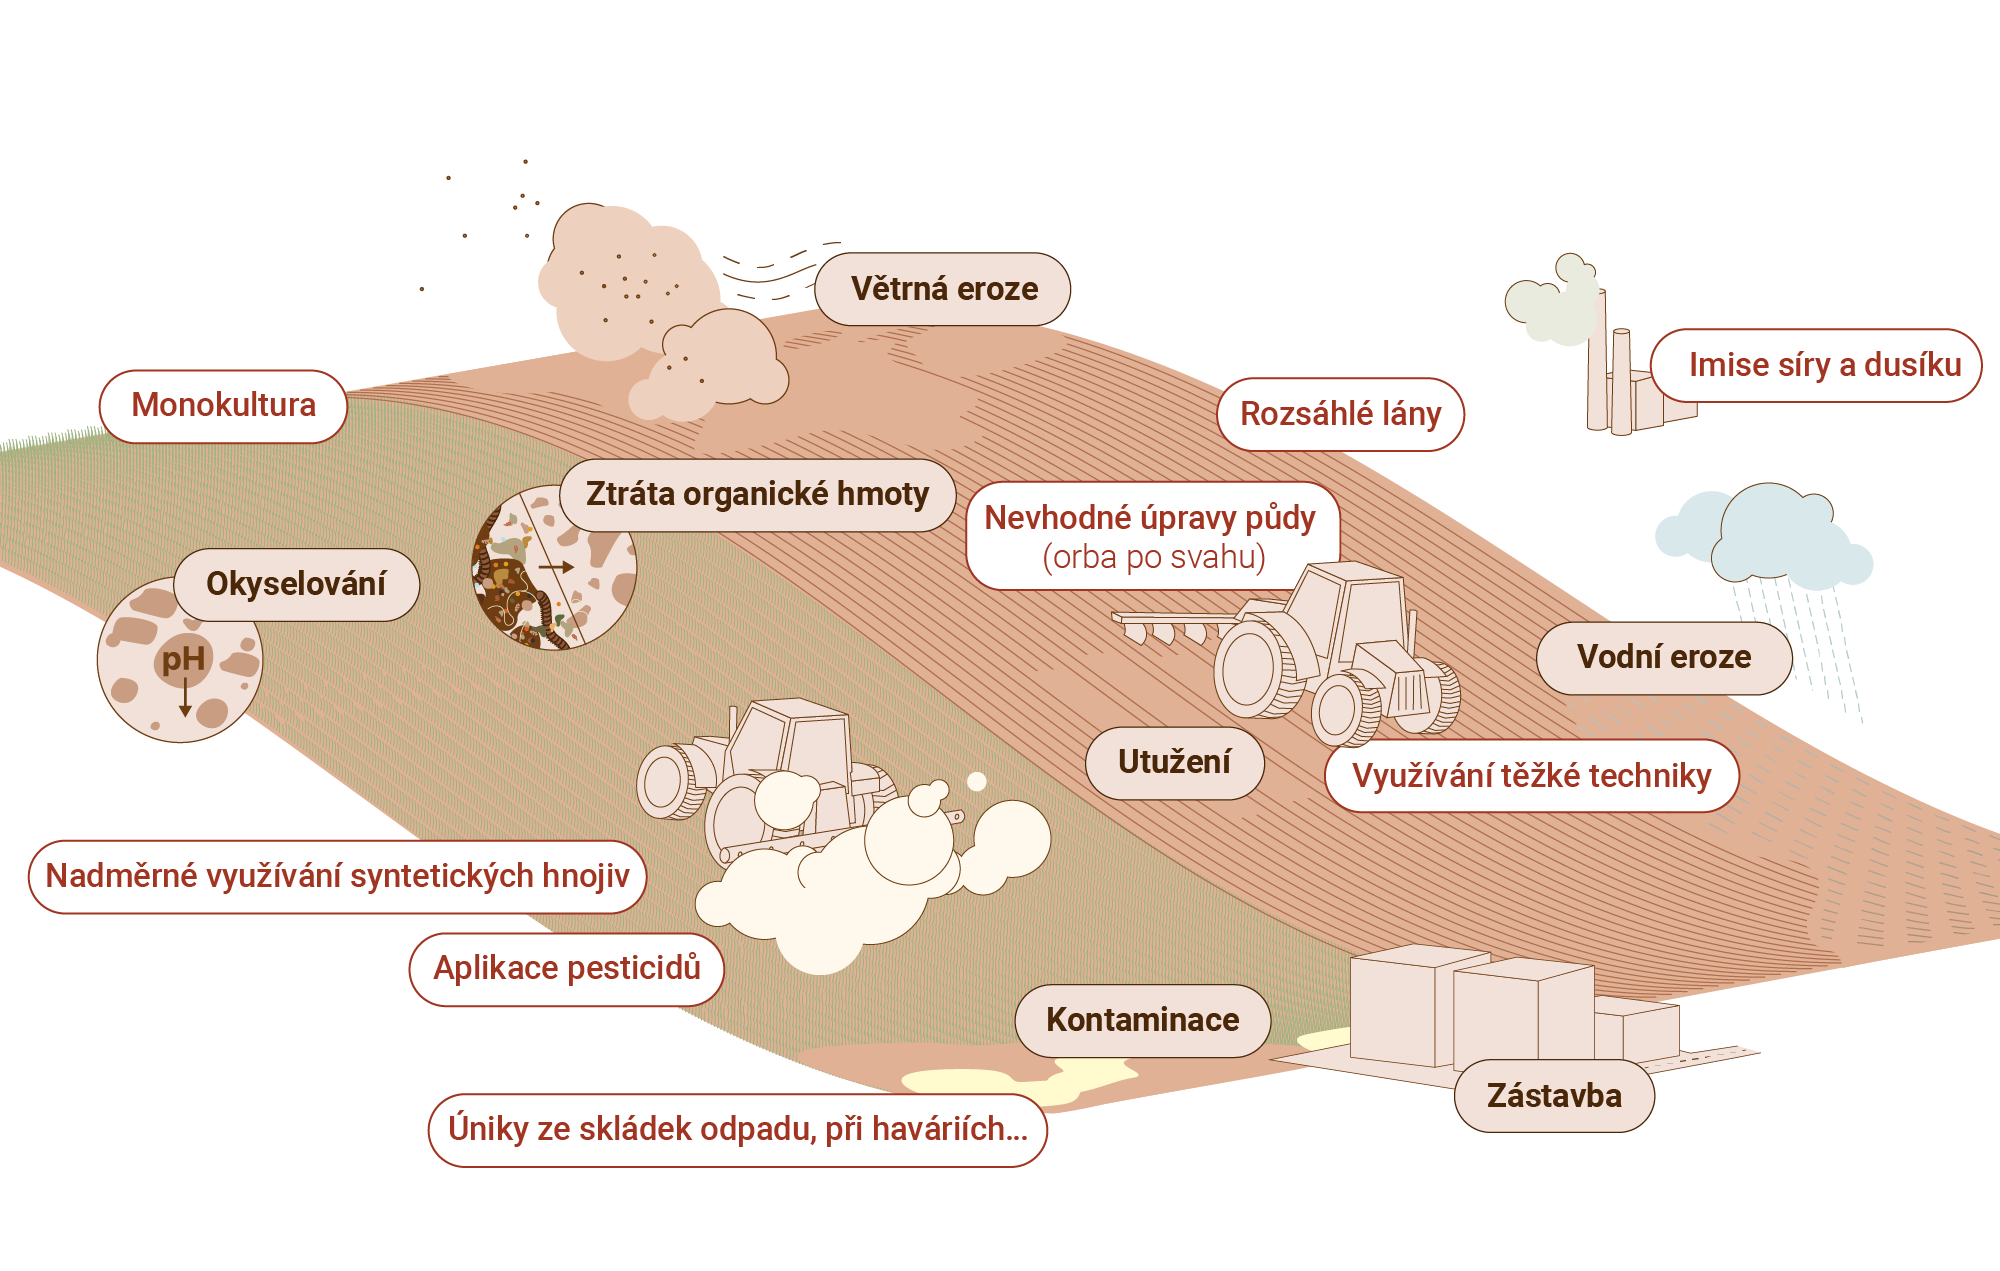 Větrná eroze
Imise síry a dusíku
Monokultura
Rozsáhlé lány
Ztráta organické hmoty
Nevhodné úpravy půdy
(orba po svahu)
Okyselování
pH
Vodní eroze
Utužení
Využívání těžké techniky
Nadměrné využívání syntetických hnojiv
Aplikace pesticidů
Kontaminace
Zástavba
Úniky ze skládek odpadu, při haváriích...